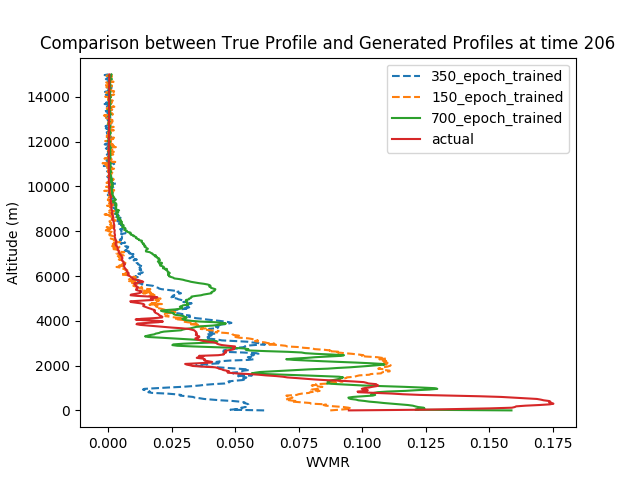 Comparison between True Profile and Generated Profiles at time 206
350_epoch_trained
150_epoch_trained
700_epoch_trained
actual
14000
12000
10000
8000
6000
4000
2000
0
Altitude (m)
0.000 0.025 0.050 0.075 0.100 0.125 0.150 0.175
WVMR